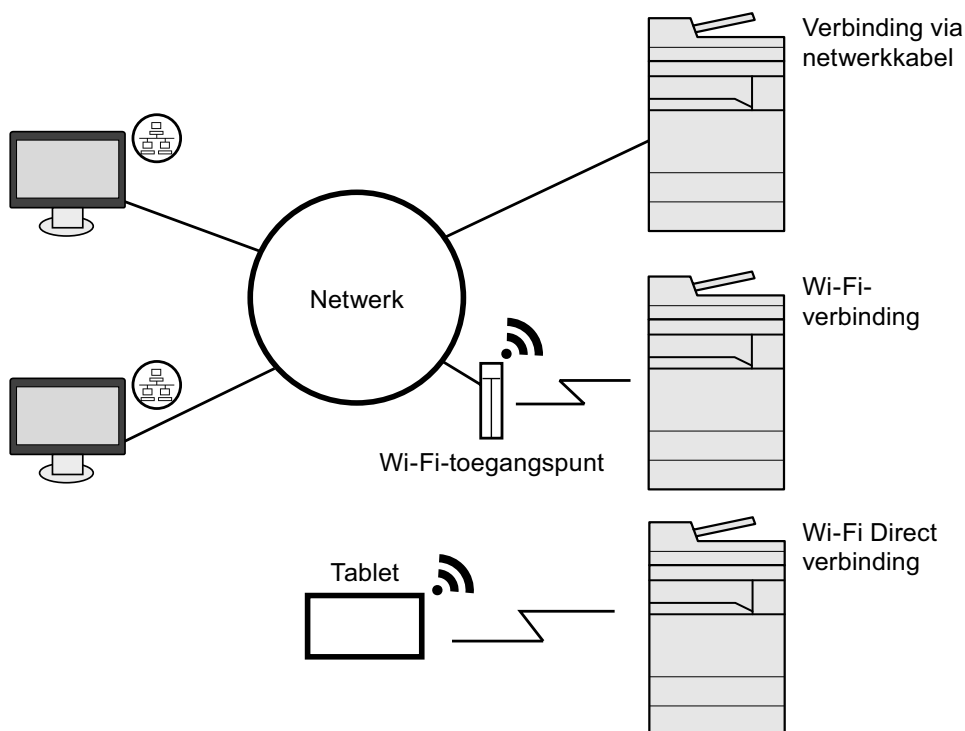 Verbinding via
netwerkkabel
Netwerk
Wi-Fi-
verbinding
Wi-Fi-toegangspunt
Wi-Fi Direct
verbinding
Tablet